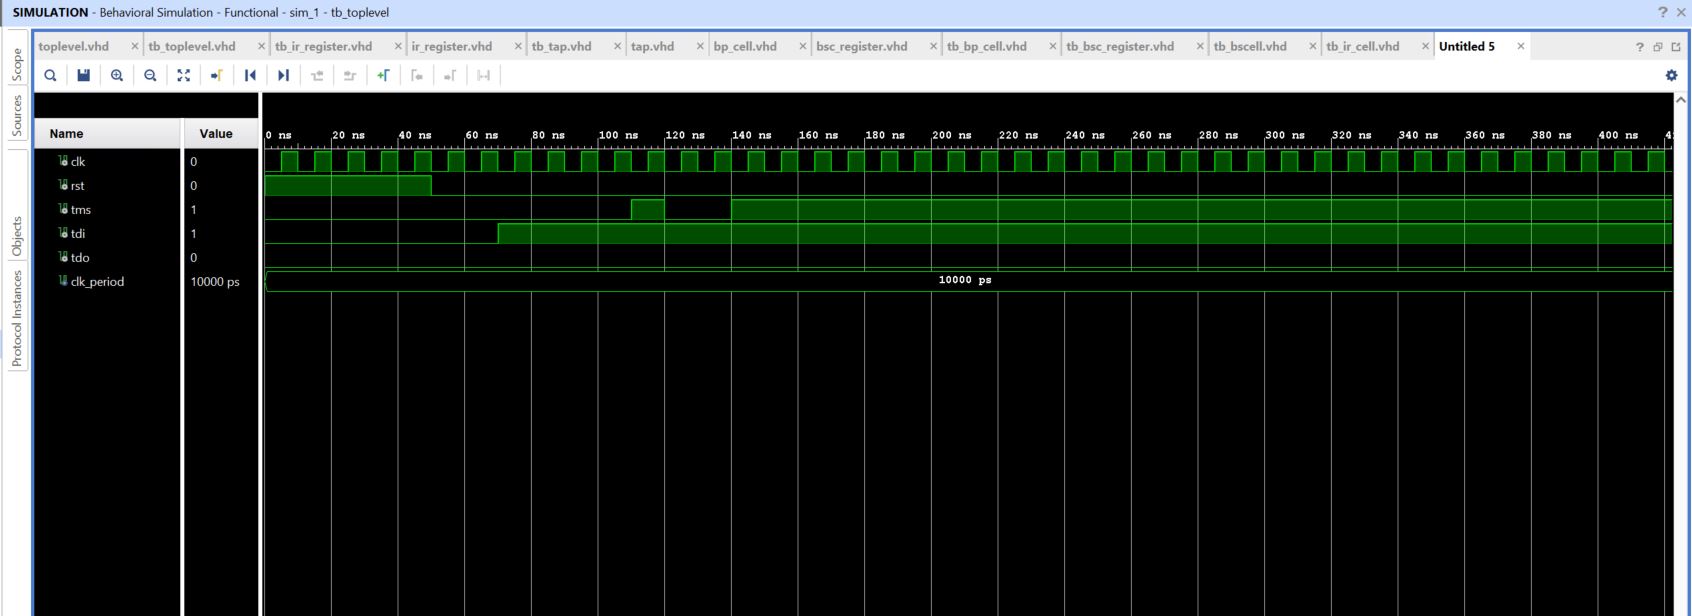 SIMULATION - Behavioral Simulation - Functional - sim_1 - tb_toplevel
toplevel.vhd tb_toplevel.vhd tb_ir_register.vhd ir_register.vhd tb_tap.vhd tap.vhd bp_cell.vhd bsc_register.vhd tb_bp_cell.vhd tb_bsc_register.vhd tb_bscell.vhd tb_ir_cell.vhd Untitled 5
Scope
Sources
Objects
Protocol Instances
Name Value
0 ns 20 ns 40 ns 60 ns 80 ns 100 ns 120 ns 140 ns 160 ns 180 ns 200 ns 220 ns 240 ns 260 ns 280 ns 300 ns 320 ns 340 ns 360 ns 380 ns 400 ns
clk 0
rst 0
tms 1
tdi 1
tdo 0
clk_period 10000 ps 10000 ps